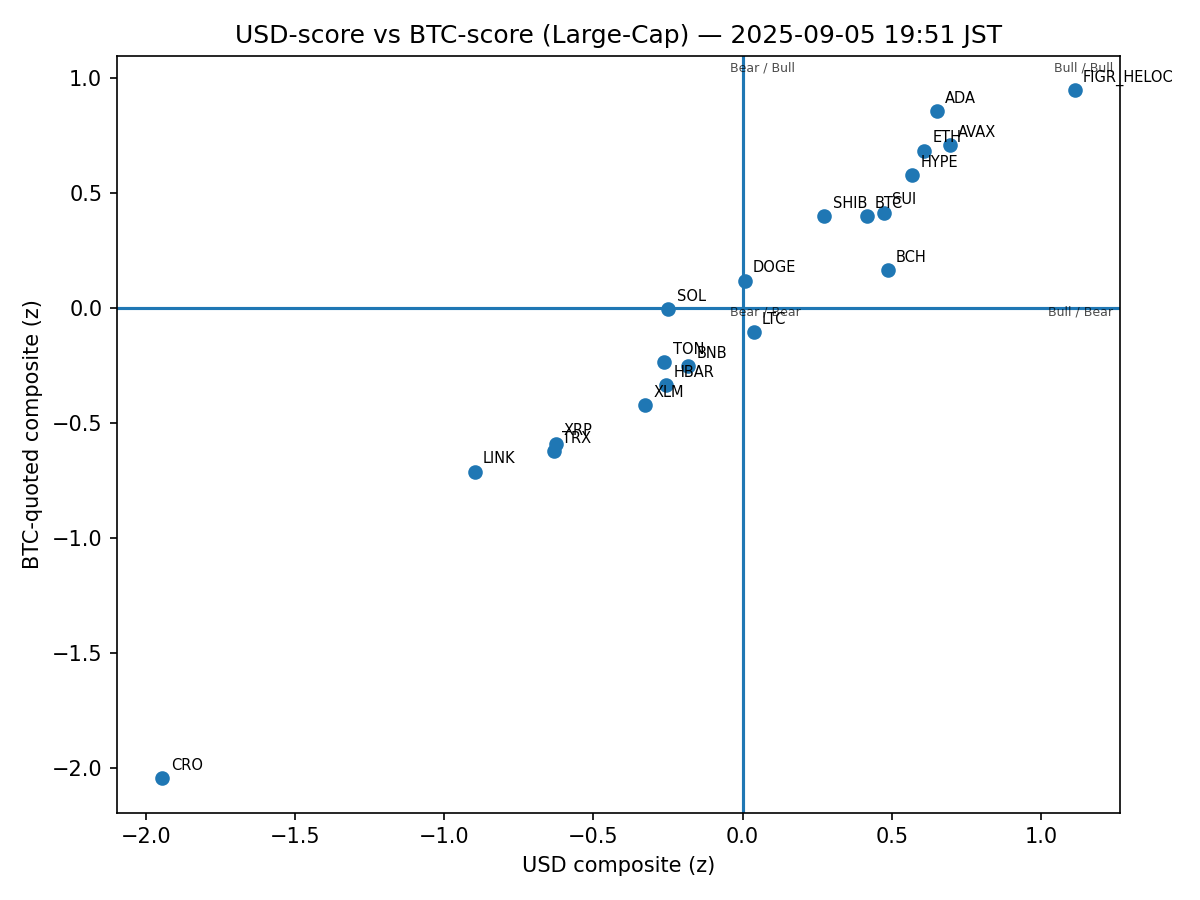 USD-score vs BTC-score (Large-Cap) — 2025-09-05 19:51 JST
Bear / Bull
Bull / Bull
FIGR_HELOC
ADA
AVAX
ETH
HYPE
SUI
BTC
SHIB
BCH
DOGE
SOL
Bear / Bear
Bull / Bear
LTC
TON
BNB
HBAR
XLM
XRP
TRX
LINK
CRO
1.0
0.5
0.0
−0.5
−1.0
−1.5
−2.0
BTC-quoted composite (z)
−2.0
−1.5
−1.0
−0.5
0.0
0.5
1.0
USD composite (z)